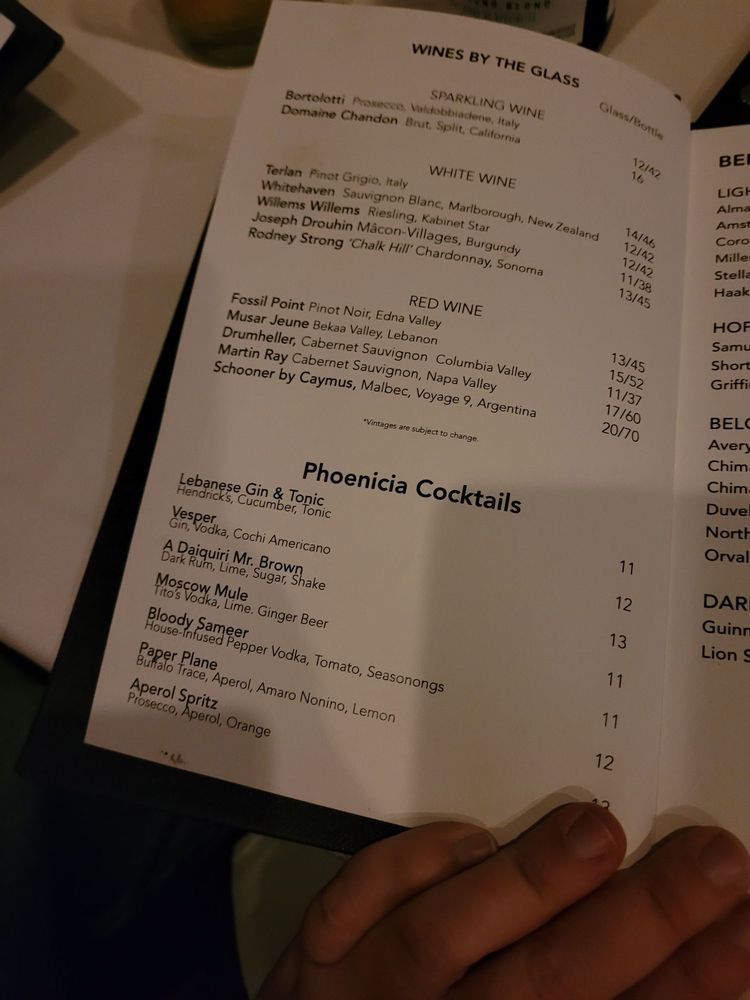 WINES BY THE GLASS
SPARKLING WINE Glass/Bottle
Bortolotti Prosecco, Valdobbiadene, Italy 12/42
Domaine Chandon Brut, Split, California 16
WHITE WINE
Terlan Pinot Grigio, Italy 14/46
Whitehaven Sauvignon Blanc, Marlborough, New Zealand 12/42
Willems Willems Riesling, Kabinet Star 12/42
Joseph Drouhin Mâcon-Villages, Burgundy 11/38
Rodney Strong 'Chalk Hill' Chardonnay, Sonoma 13/45
RED WINE
Fossil Point Pinot Noir, Edna Valley 13/45
Musar Jeune Bekaa Valley, Lebanon 15/52
Drumheller, Cabernet Sauvignon Columbia Valley 11/37
Martin Ray Cabernet Sauvignon, Napa Valley 17/60
Schooner by Caymus, Malbec, Voyage 9, Argentina 20/70
*Vintages are subject to change.
Phoenicia Cocktails
Lebanese Gin & Tonic
Hendrick's, Cucumber, Tonic 11
Vesper
Gin, Vodka, Cochi Americano 12
A Daiquiri Mr. Brown
Dark Rum, Lime, Sugar, Shake 13
Moscow Mule
Tito's Vodka, Lime. Ginger Beer 11
Bloody Sameer
House-Infused Pepper Vodka, Tomato, Seasonongs 11
Paper Plane
Buffalo Trace, Aperol, Amaro Nonino, Lemon 12
Aperol Spritz
Prosecco, Aperol, Orange
BE
LIGH
Alma
Amst
Coro
Mille
Stella
Haak
HOP
Samu
Short
Griffi
BELG
Avery
Chim
Chim
Duve
North
Orval
DAR
Guinn
Lion S